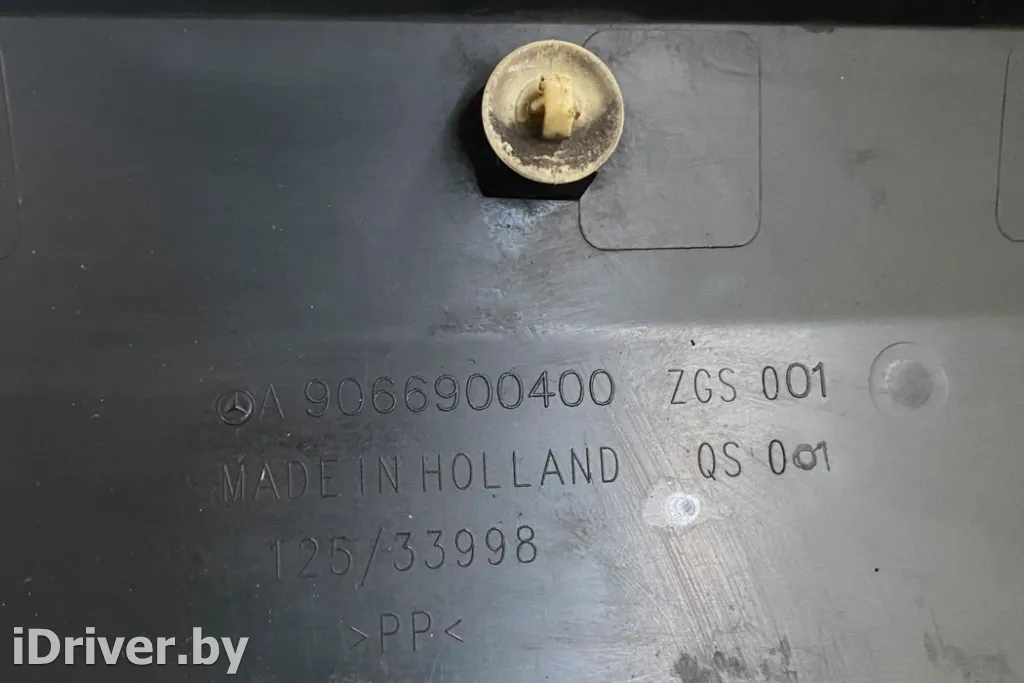 A 9066900400 ZGS 001
MADE IN HOLLAND QS 001
125/33998
>PP<
iDriver.by